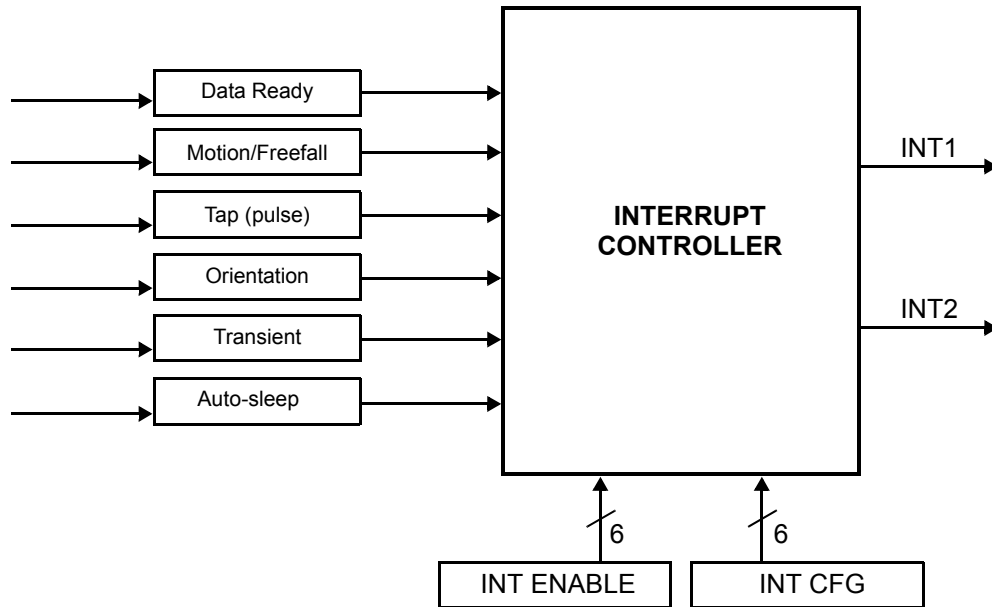 Data Ready
Motion/Freefall
Tap (pulse)
Orientation
Transient
Auto-sleep
INTERRUPT
CONTROLLER
INT1
INT2
6
6
INT ENABLE
INT CFG